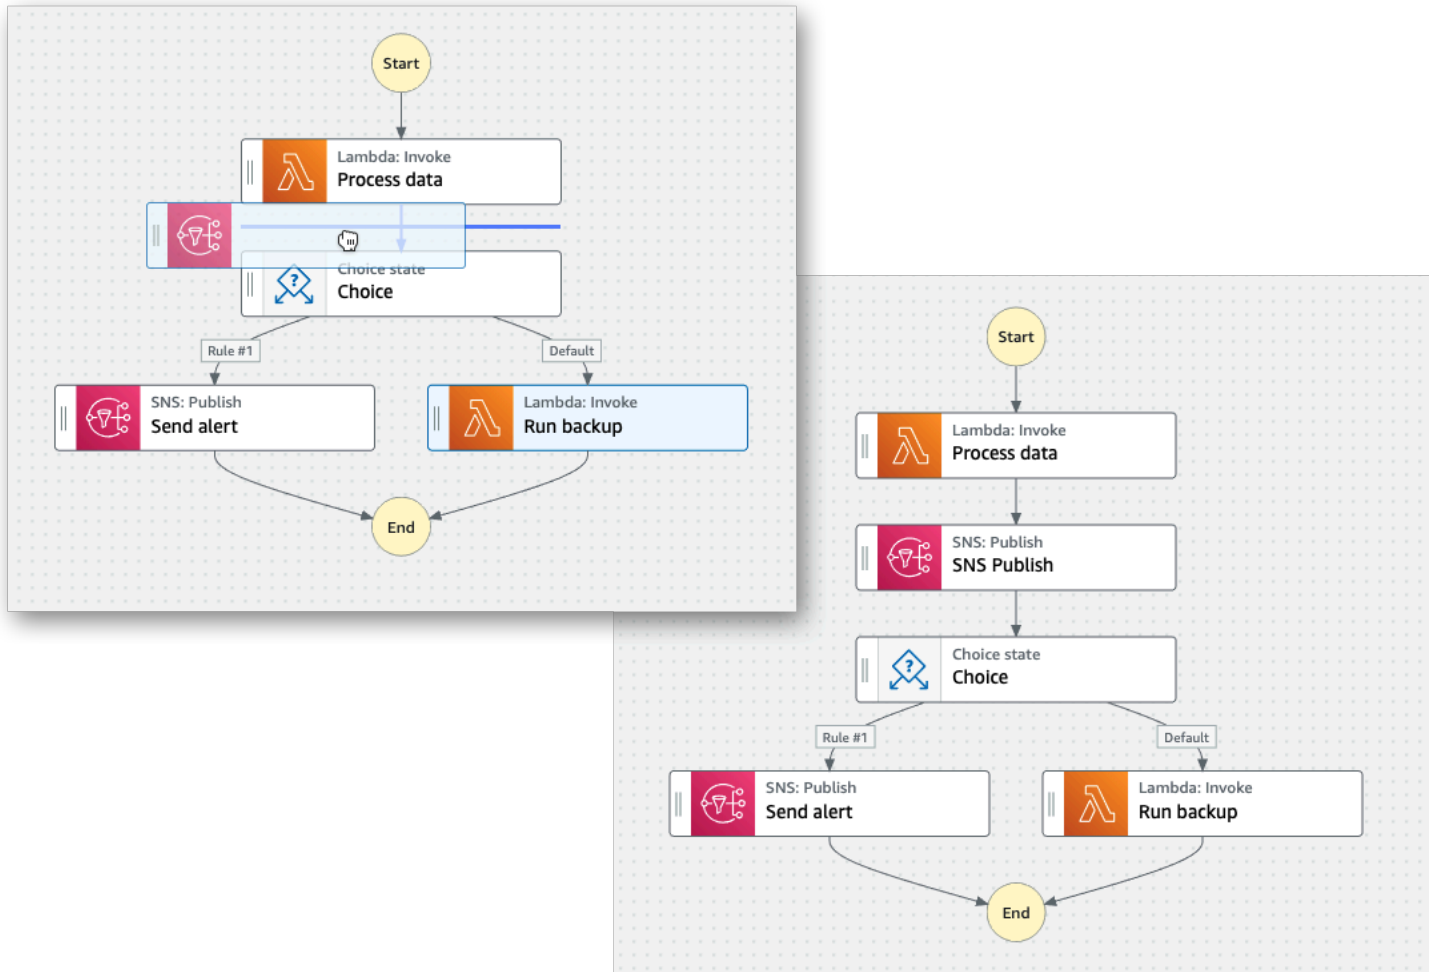 Start
Lambda: Invoke
Process data
Choice state
Choice
Rule #1
Default
SNS: Publish
Send alert
Lambda: Invoke
Run backup
End
Start
Lambda: Invoke
Process data
SNS: Publish
SNS Publish
Choice state
Choice
Rule #1
Default
SNS: Publish
Send alert
Lambda: Invoke
Run backup
End